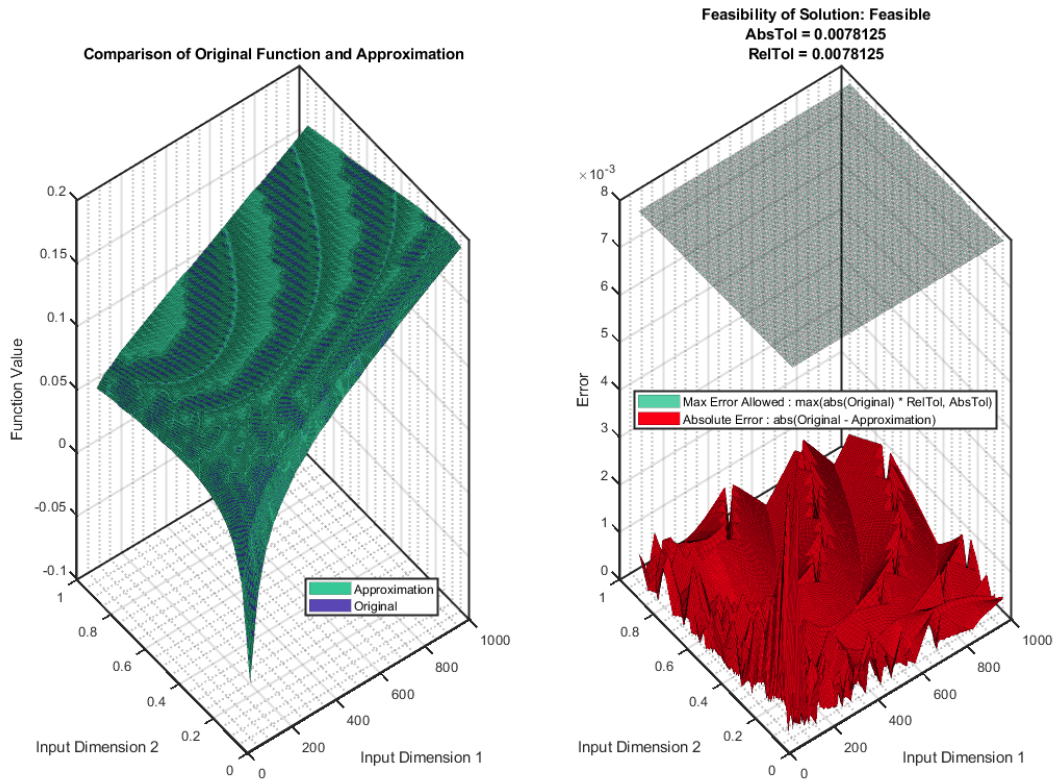 Comparison of Original Function and Approximation
Function Value
0.2
0.15
0.1
0.05
0
-0.05
-0.1
1
0.8
0.6
0.4
0.2
0
Input Dimension 2
0
200
400
600
800
1000
Input Dimension 1
Approximation
Original
Feasibility of Solution: Feasible
AbsTol = 0.0078125
RelTol = 0.0078125
×10-3
Error
8
7
6
5
4
3
2
1
0
Max Error Allowed : max(abs(Original) * RelTol, AbsTol)
Absolute Error : abs(Original - Approximation)
1
0.8
0.6
0.4
0.2
0
Input Dimension 2
0
200
400
600
800
1000
Input Dimension 1